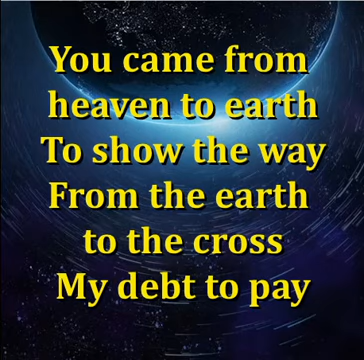 You came from
heaven to earth
To show the way
From the earth
to the cross
My debt to pay